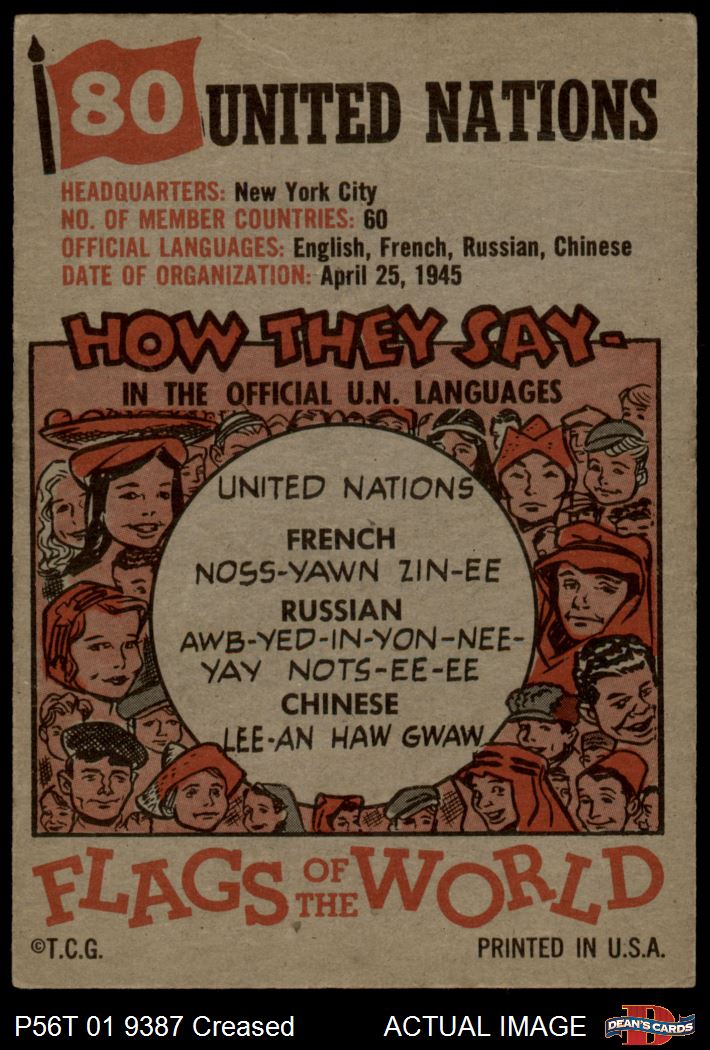 80 UNITED NATIONS
HEADQUARTERS: New York City
NO. OF MEMBER COUNTRIES: 60
OFFICIAL LANGUAGES: English, French, Russian, Chinese
DATE OF ORGANIZATION: April 25, 1945
HOW THEY SAY-
IN THE OFFICIAL U.N. LANGUAGES
UNITED NATIONS
FRENCH
NOSS-YAWN ZIN-EE
RUSSIAN
AWB-YED-IN-YON-NEE-
YAY NOTS-EE-EE
CHINESE
LEE-AN HAW GWAW
FLAGS OF THE WORLD
©T.C.G. PRINTED IN U.S.A.
P56T 01 9387 Creased ACTUAL IMAGE D DEAN'S CARDS